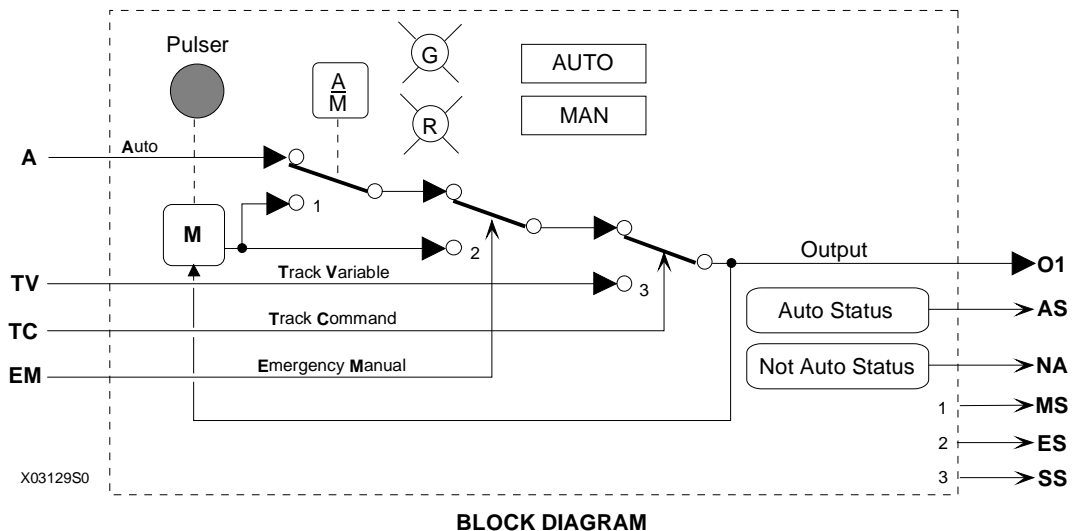 Pulser
A
M
G
R
AUTO
MAN
A
Auto
1
M
2
Output
O1
TV
Track Variable
3
TC
Track Command
Auto Status
AS
EM
Emergency Manual
Not Auto Status
NA
1
MS
2
ES
X03129S0
3
SS
BLOCK DIAGRAM